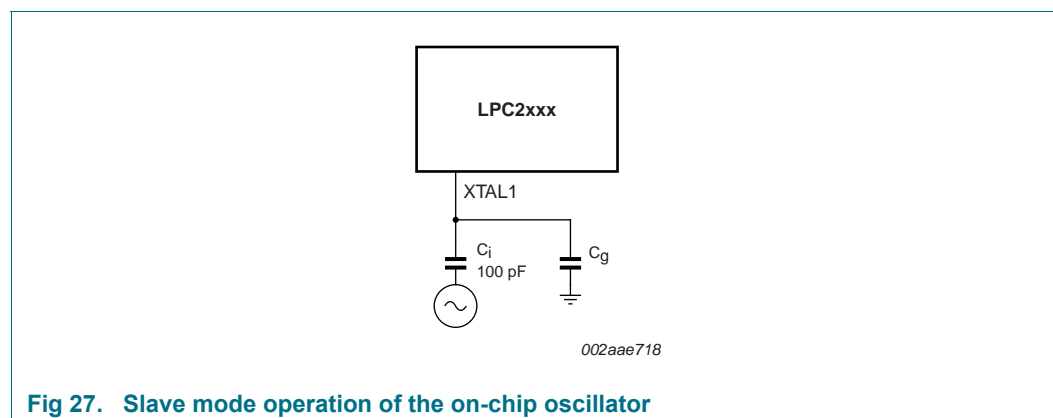 LPC2xxx
XTAL1
Ci
100 pF
Cg
002aae718
Fig 27. Slave mode operation of the on-chip oscillator